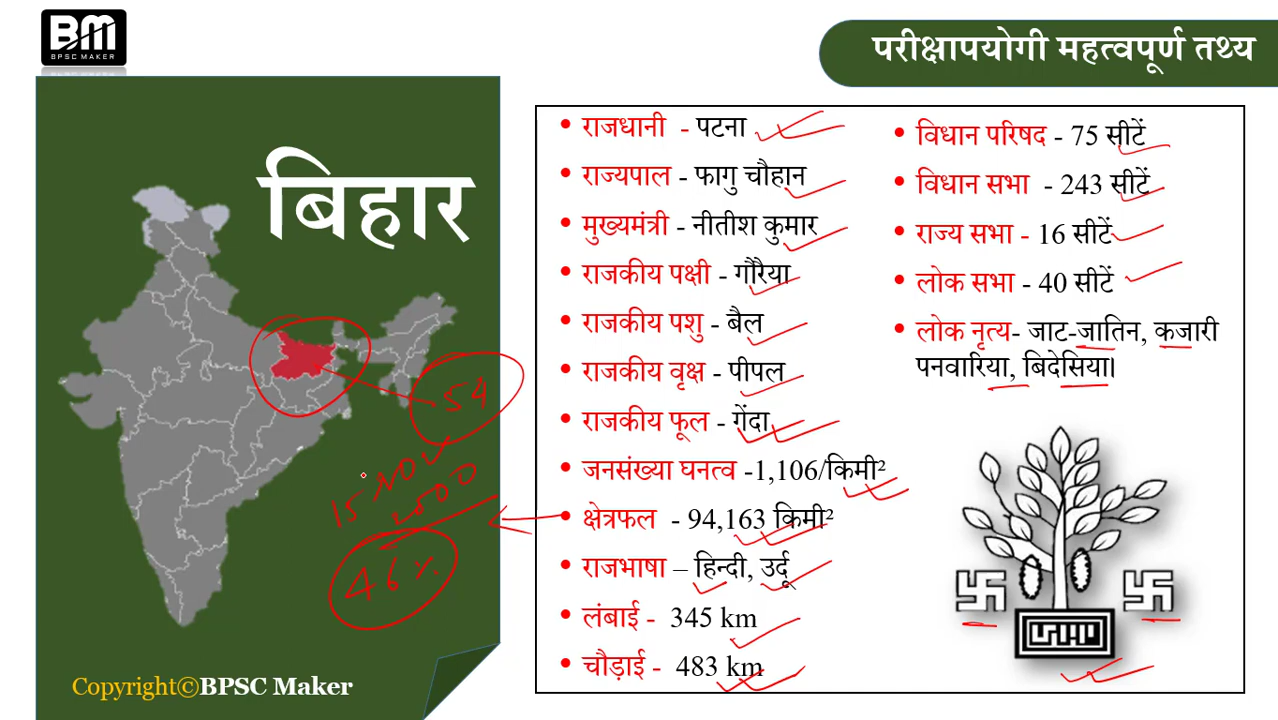 BM
BPSC MAKER
परीक्षापयोगी महत्वपूर्ण तथ्य
बिहार
54
15 NOV
2000
46%
Copyright©BPSC Maker
• राजधानी - पटना
• राज्यपाल - फागु चौहान
• मुख्यमंत्री - नीतीश कुमार
• राजकीय पक्षी - गौरैया
• राजकीय पशु - बैल
• राजकीय वृक्ष - पीपल
• राजकीय फूल - गेंदा
• जनसंख्या घनत्व -1,106/किमी²
• क्षेत्रफल - 94,163 किमी²
• राजभाषा – हिन्दी, उर्दू
• लंबाई - 345 km
• चौड़ाई - 483 km
• विधान परिषद - 75 सीटें
• विधान सभा - 243 सीटें
• राज्य सभा - 16 सीटें
• लोक सभा - 40 सीटें
• लोक नृत्य- जाट-जातिन, कजारी
पनवारिया, बिदेसिया।